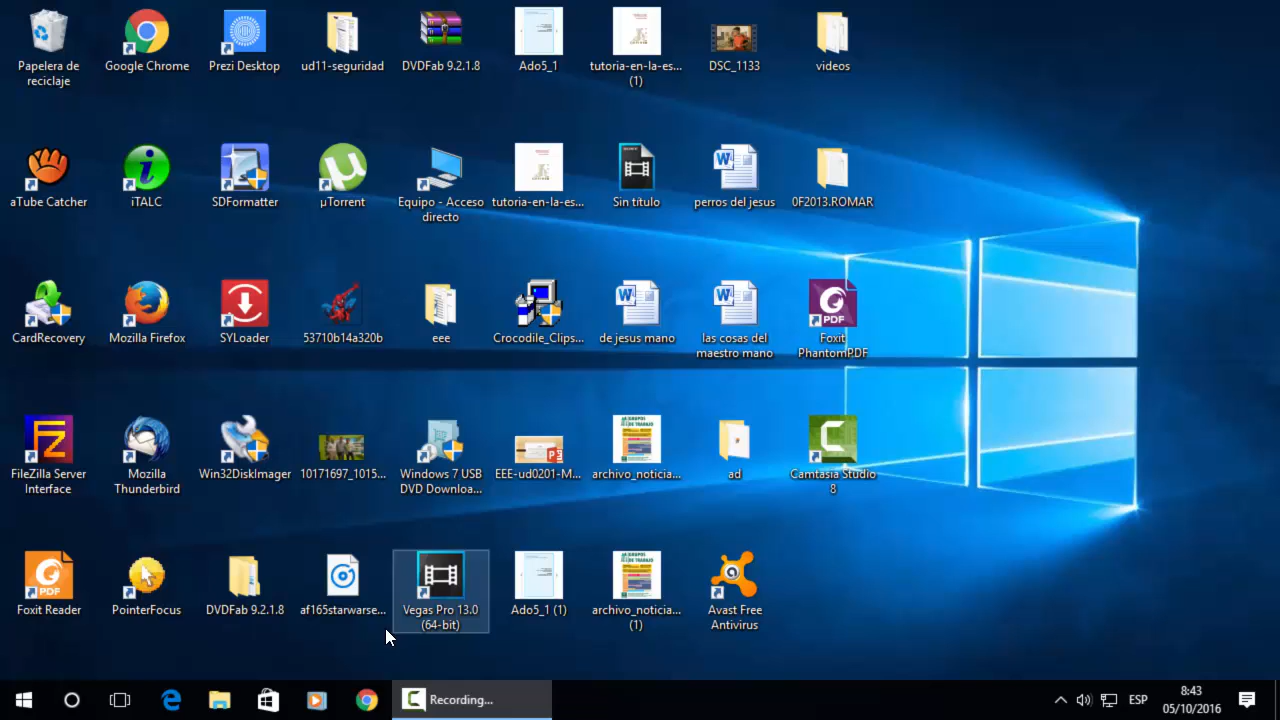 Papelera de
reciclaje
Google Chrome
Prezi Desktop
ud11-seguridad
DVDFab 9.2.1.8
Ado5_1
tutoria-en-la-es...
(1)
DSC_1133
videos
aTube Catcher
iTALC
SDFormatter
µTorrent
Equipo - Acceso
directo
tutoria-en-la-es...
Sin título
perros del jesus
0F2013.ROMAR
CardRecovery
Mozilla Firefox
SYLoader
53710b14a320b
eee
Crocodile_Clips...
de jesus mano
las cosas del
maestro mano
PDF
Foxit
PhantomPDF
FileZilla Server
Interface
Mozilla
Thunderbird
Win32DiskImager
10171697_1015...
Windows 7 USB
DVD Downloa...
EEE-ud0201-M...
archivo_noticia...
ad
Camtasia Studio
8
PDF
Foxit Reader
PointerFocus
DVDFab 9.2.1.8
af165starwarse...
Vegas Pro 13.0
(64-bit)
Ado5_1 (1)
archivo_noticia...
(1)
Avast Free
Antivirus
Recording...
ESP
8:43
05/10/2016